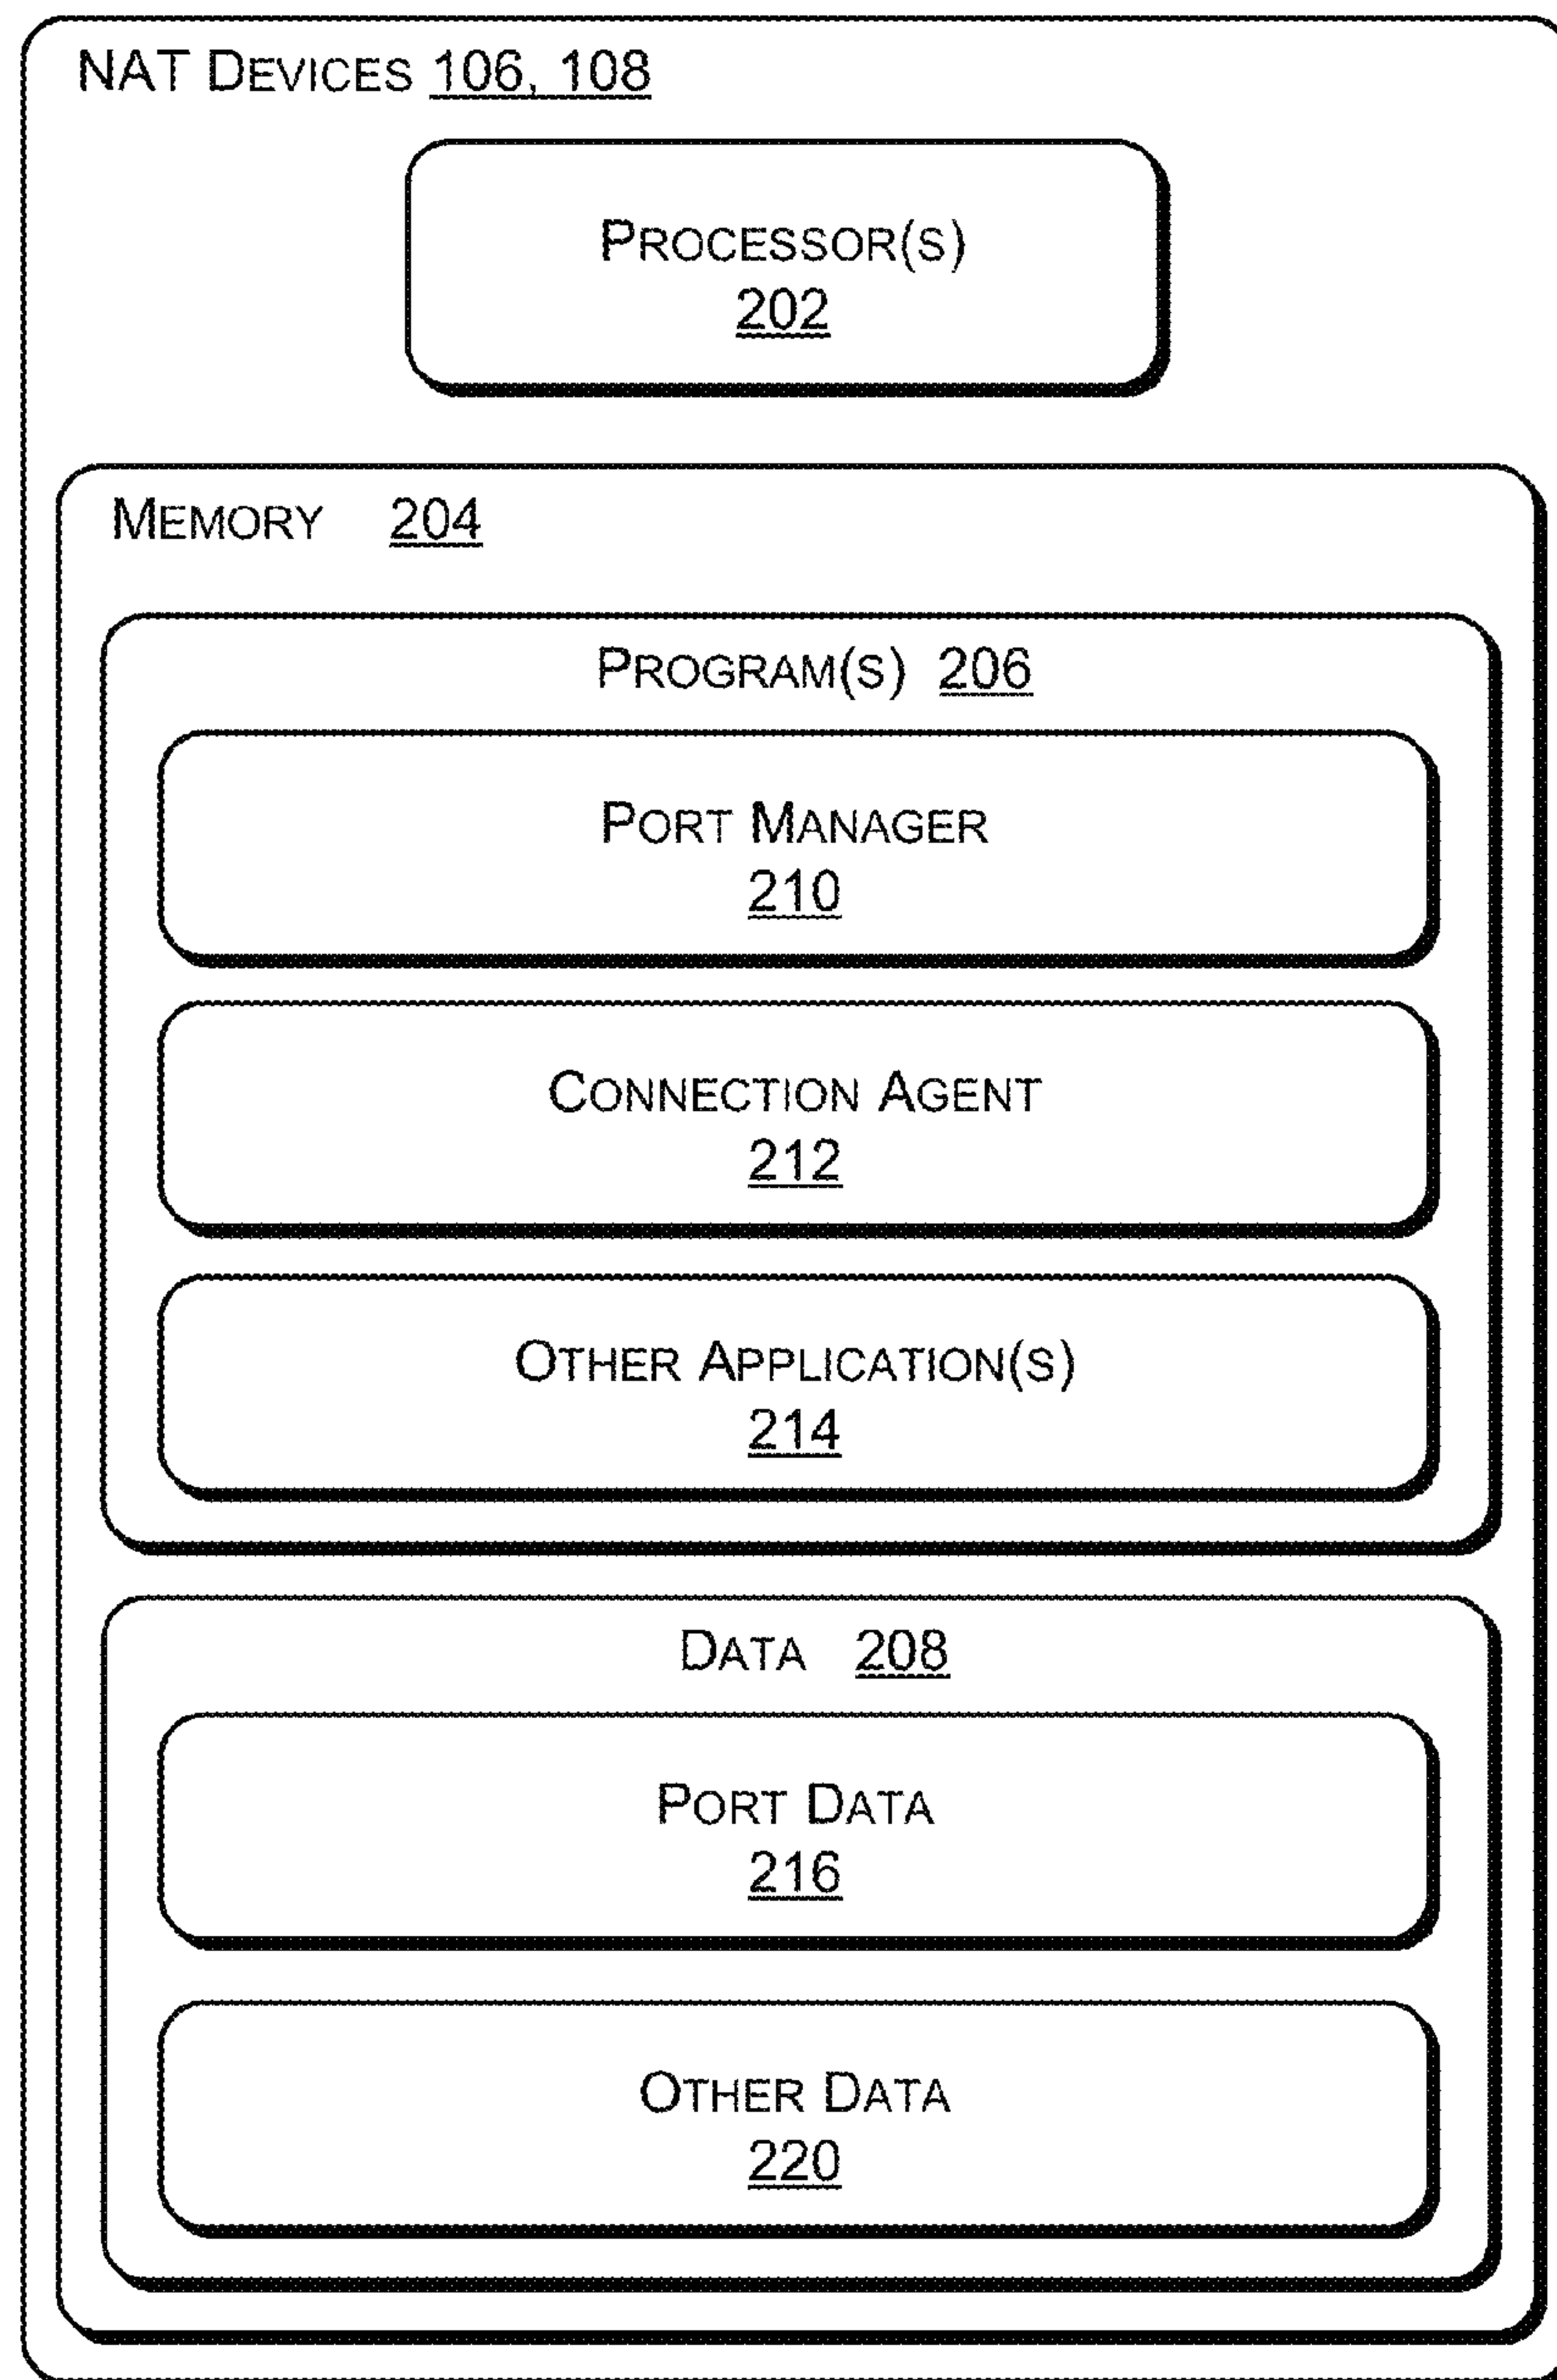 NAT DEVICES 106, 108
PROCESSOR(S)
202
MEMORY 204
PROGRAM(S) 206
PORT MANAGER
210
CONNECTION AGENT
212
OTHER APPLICATION(S)
214
DATA 208
PORT DATA
216
OTHER DATA
220